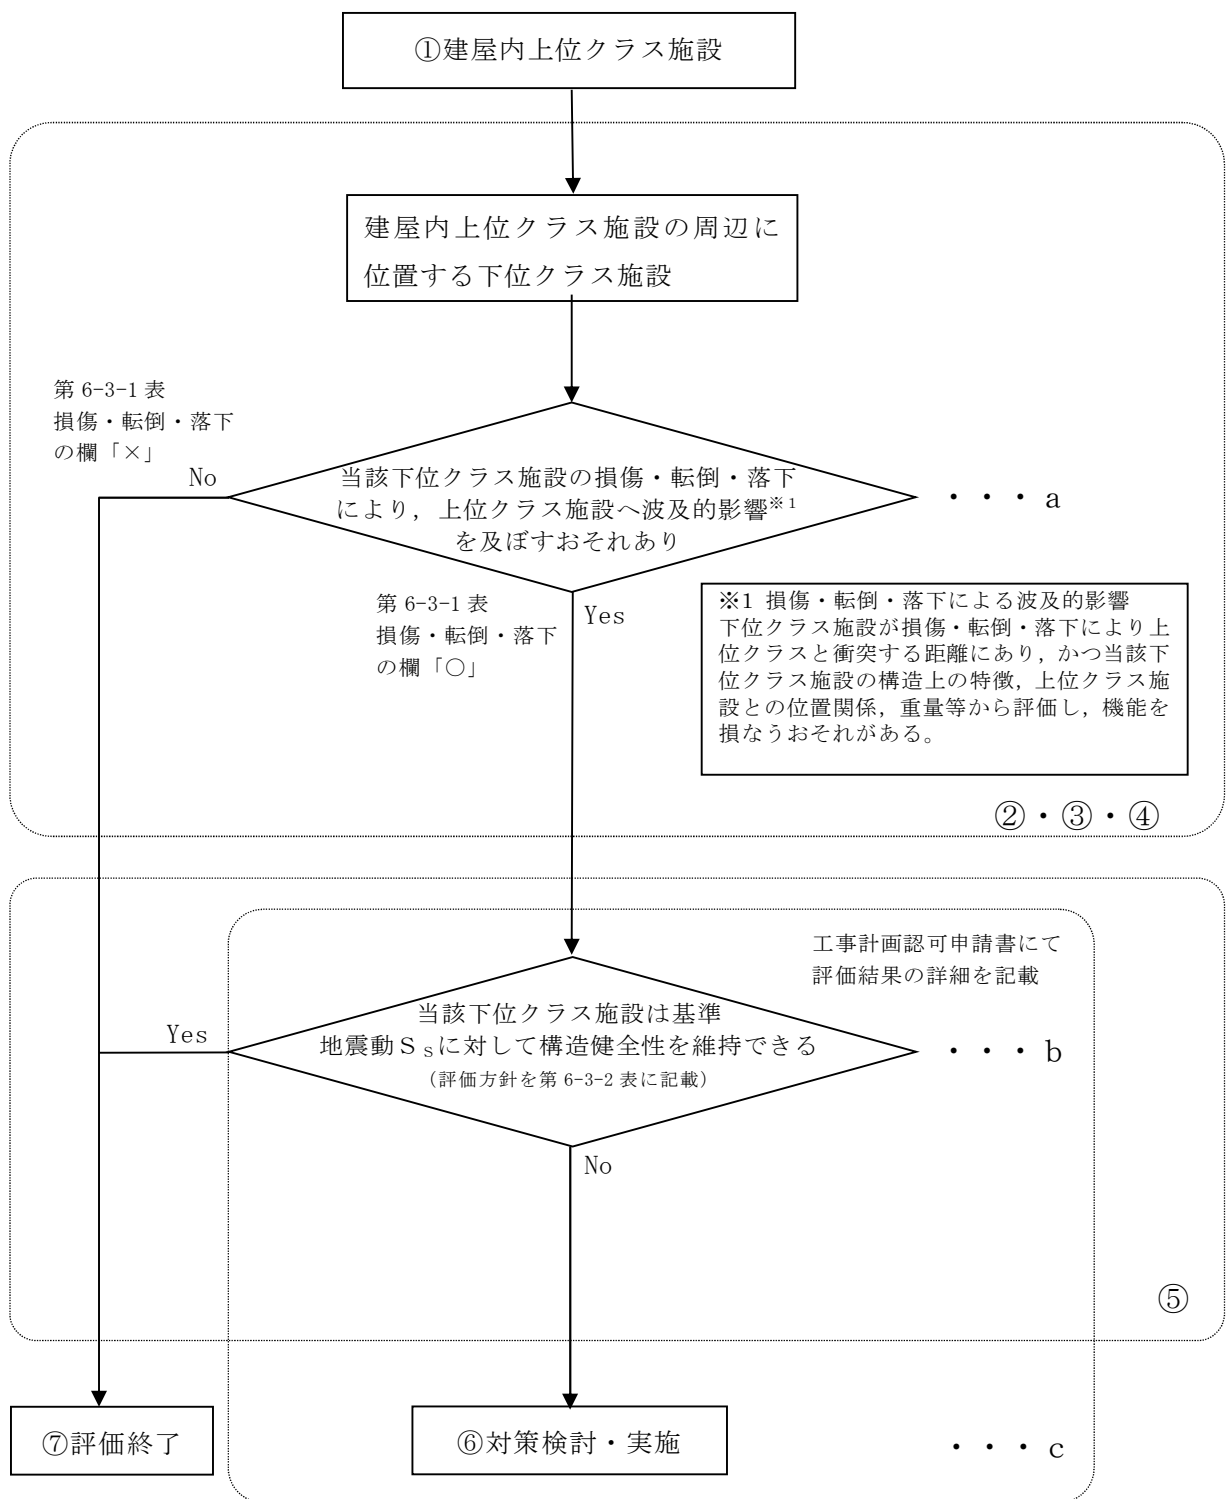 ①建屋内上位クラス施設
建屋内上位クラス施設の周辺に
位置する下位クラス施設
第 6-3-1 表
損傷・転倒・落下
の欄「×」
No
当該下位クラス施設の損傷・転倒・落下
により，上位クラス施設へ波及的影響※1
を及ぼすおそれあり
・・・a
第 6-3-1 表
損傷・転倒・落下
の欄「○」
Yes
※1 損傷・転倒・落下による波及的影響
下位クラス施設が損傷・転倒・落下により上
位クラスと衝突する距離にあり，かつ当該下
位クラス施設の構造上の特徴，上位クラス施
設との位置関係，重量等から評価し，機能を
損なうおそれがある。
②・③・④
工事計画認可申請書にて
評価結果の詳細を記載
Yes
当該下位クラス施設は基準
地震動Ｓｓに対して構造健全性を維持できる
（評価方針を第 6-3-2 表に記載）
・・・b
No
⑤
⑦評価終了
⑥対策検討・実施
・・・c